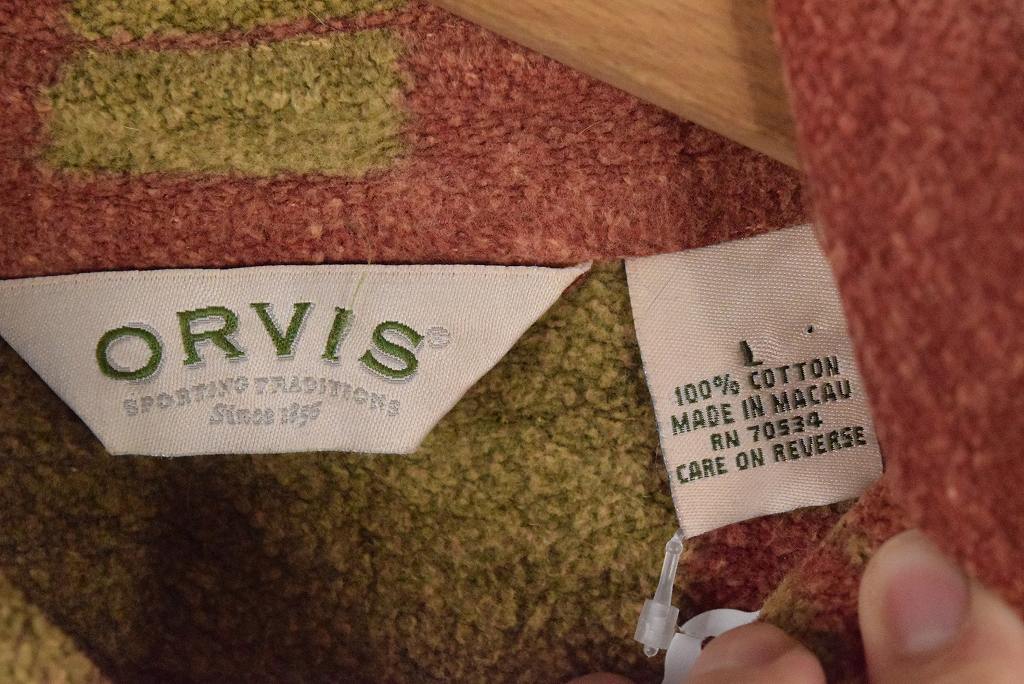 ORVIS®
SPORTING TRADITIONS
Since 1856
L
100% COTTON
MADE IN MACAU
RN 70534
CARE ON REVERSE